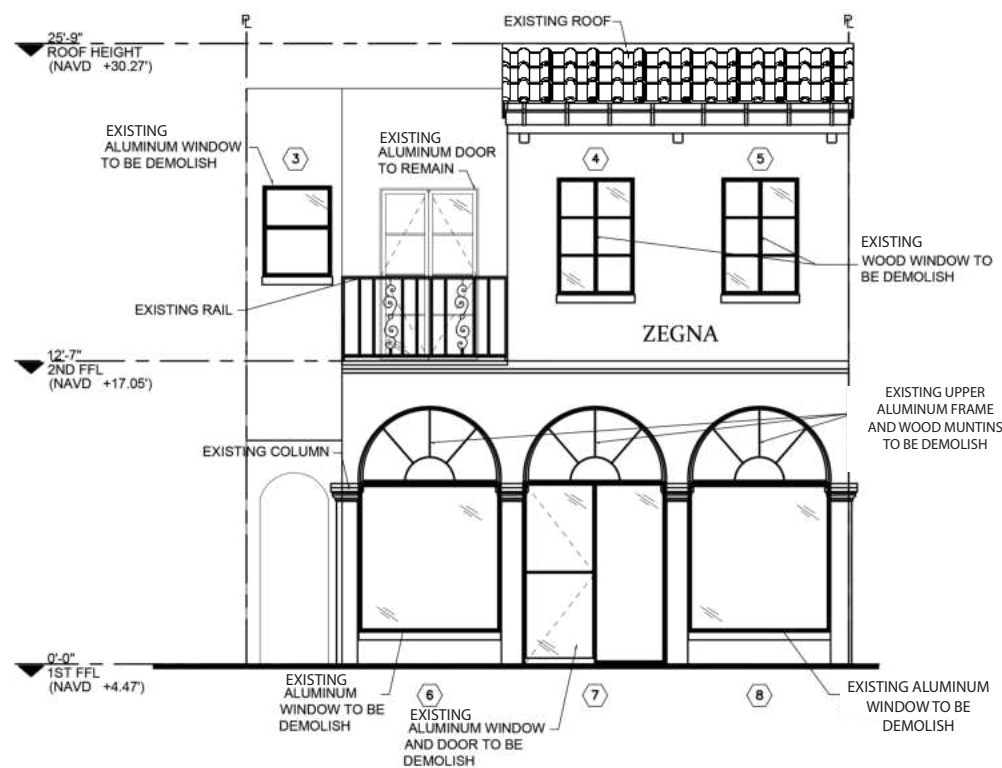 PL
PL
EXISTING ROOF
25'-9"
ROOF HEIGHT
(NAVD +30.27')
EXISTING
ALUMINUM WINDOW
TO BE DEMOLISH
3
EXISTING
ALUMINUM DOOR
TO REMAIN
4
5
EXISTING
WOOD WINDOW TO
BE DEMOLISH
EXISTING RAIL
ZEGNA
12'-7"
2ND FFL
(NAVD +17.05')
EXISTING UPPER
ALUMINUM FRAME
AND WOOD MUNTINS
TO BE DEMOLISH
EXISTING COLUMN
0'-0"
1ST FFL
(NAVD +4.47')
EXISTING
ALUMINUM
WINDOW TO BE
DEMOLISH
6
EXISTING
ALUMINUM WINDOW
AND DOOR TO BE
DEMOLISH
7
8
EXISTING ALUMINUM
WINDOW TO BE
DEMOLISH